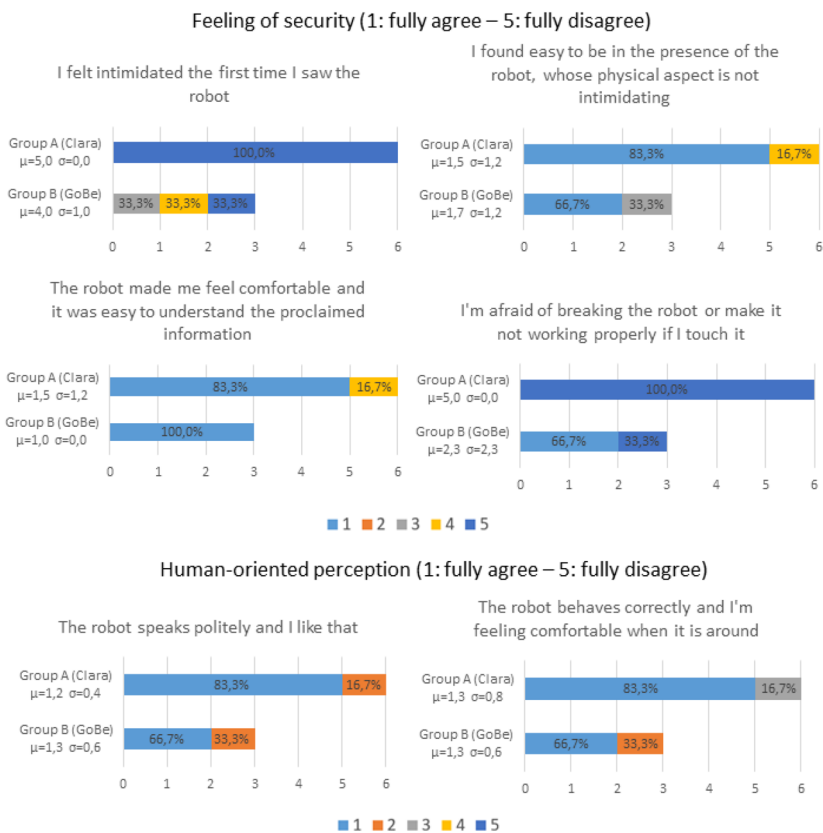 Feeling of security (1: fully agree – 5: fully disagree)
I felt intimidated the first time I saw the
robot
Group A (Clara)
μ=5,0 σ=0,0
100,0%
Group B (GoBe)
μ=4,0 σ=1,0
33,3% 33,3% 33,3%
0 1 2 3 4 5 6
I found easy to be in the presence of the
robot, whose physical aspect is not
intimidating
Group A (Clara)
μ=1,5 σ=1,2
83,3% 16,7%
Group B (GoBe)
μ=1,7 σ=1,2
66,7% 33,3%
0 1 2 3 4 5 6
The robot made me feel comfortable and
it was easy to understand the proclaimed
information
Group A (Clara)
μ=1,5 σ=1,2
83,3% 16,7%
Group B (GoBe)
μ=1,0 σ=0,0
100,0%
0 1 2 3 4 5 6
I'm afraid of breaking the robot or make it
not working properly if I touch it
Group A (Clara)
μ=5,0 σ=0,0
100,0%
Group B (GoBe)
μ=2,3 σ=2,3
66,7% 33,3%
0 1 2 3 4 5 6
1 2 3 4 5
Human-oriented perception (1: fully agree – 5: fully disagree)
The robot speaks politely and I like that
Group A (Clara)
μ=1,2 σ=0,4
83,3% 16,7%
Group B (GoBe)
μ=1,3 σ=0,6
66,7% 33,3%
0 1 2 3 4 5 6
The robot behaves correctly and I'm
feeling comfortable when it is around
Group A (Clara)
μ=1,3 σ=0,8
83,3% 16,7%
Group B (GoBe)
μ=1,3 σ=0,6
66,7% 33,3%
0 1 2 3 4 5 6
1 2 3 4 5